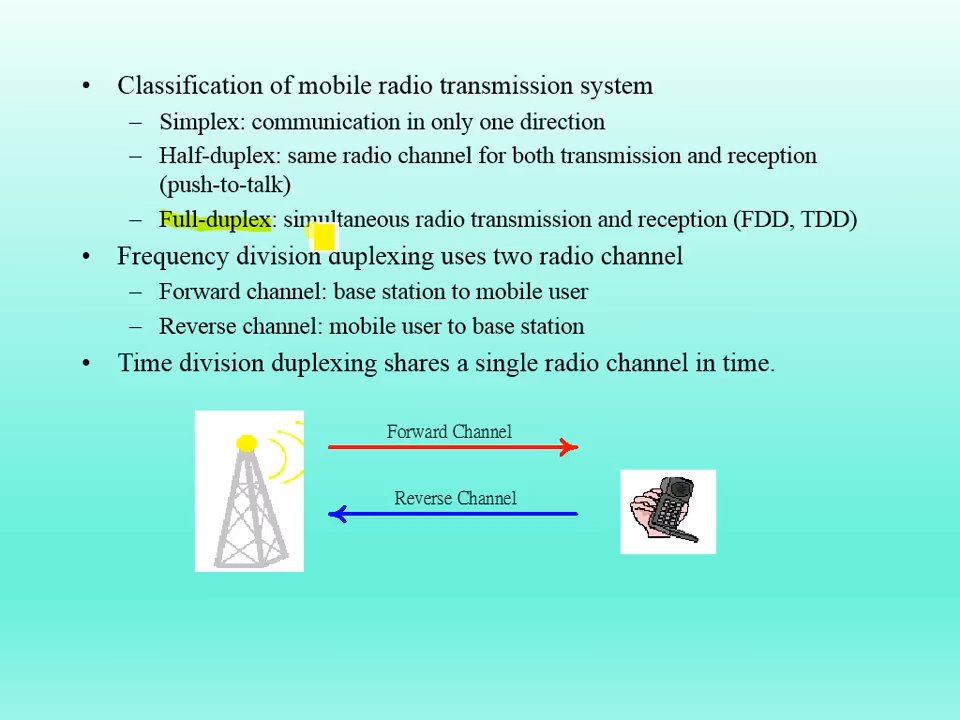 • Classification of mobile radio transmission system
– Simplex: communication in only one direction
– Half-duplex: same radio channel for both transmission and reception
(push-to-talk)
– Full-duplex: simultaneous radio transmission and reception (FDD, TDD)
• Frequency division duplexing uses two radio channel
– Forward channel: base station to mobile user
– Reverse channel: mobile user to base station
• Time division duplexing shares a single radio channel in time.
Forward Channel
Reverse Channel